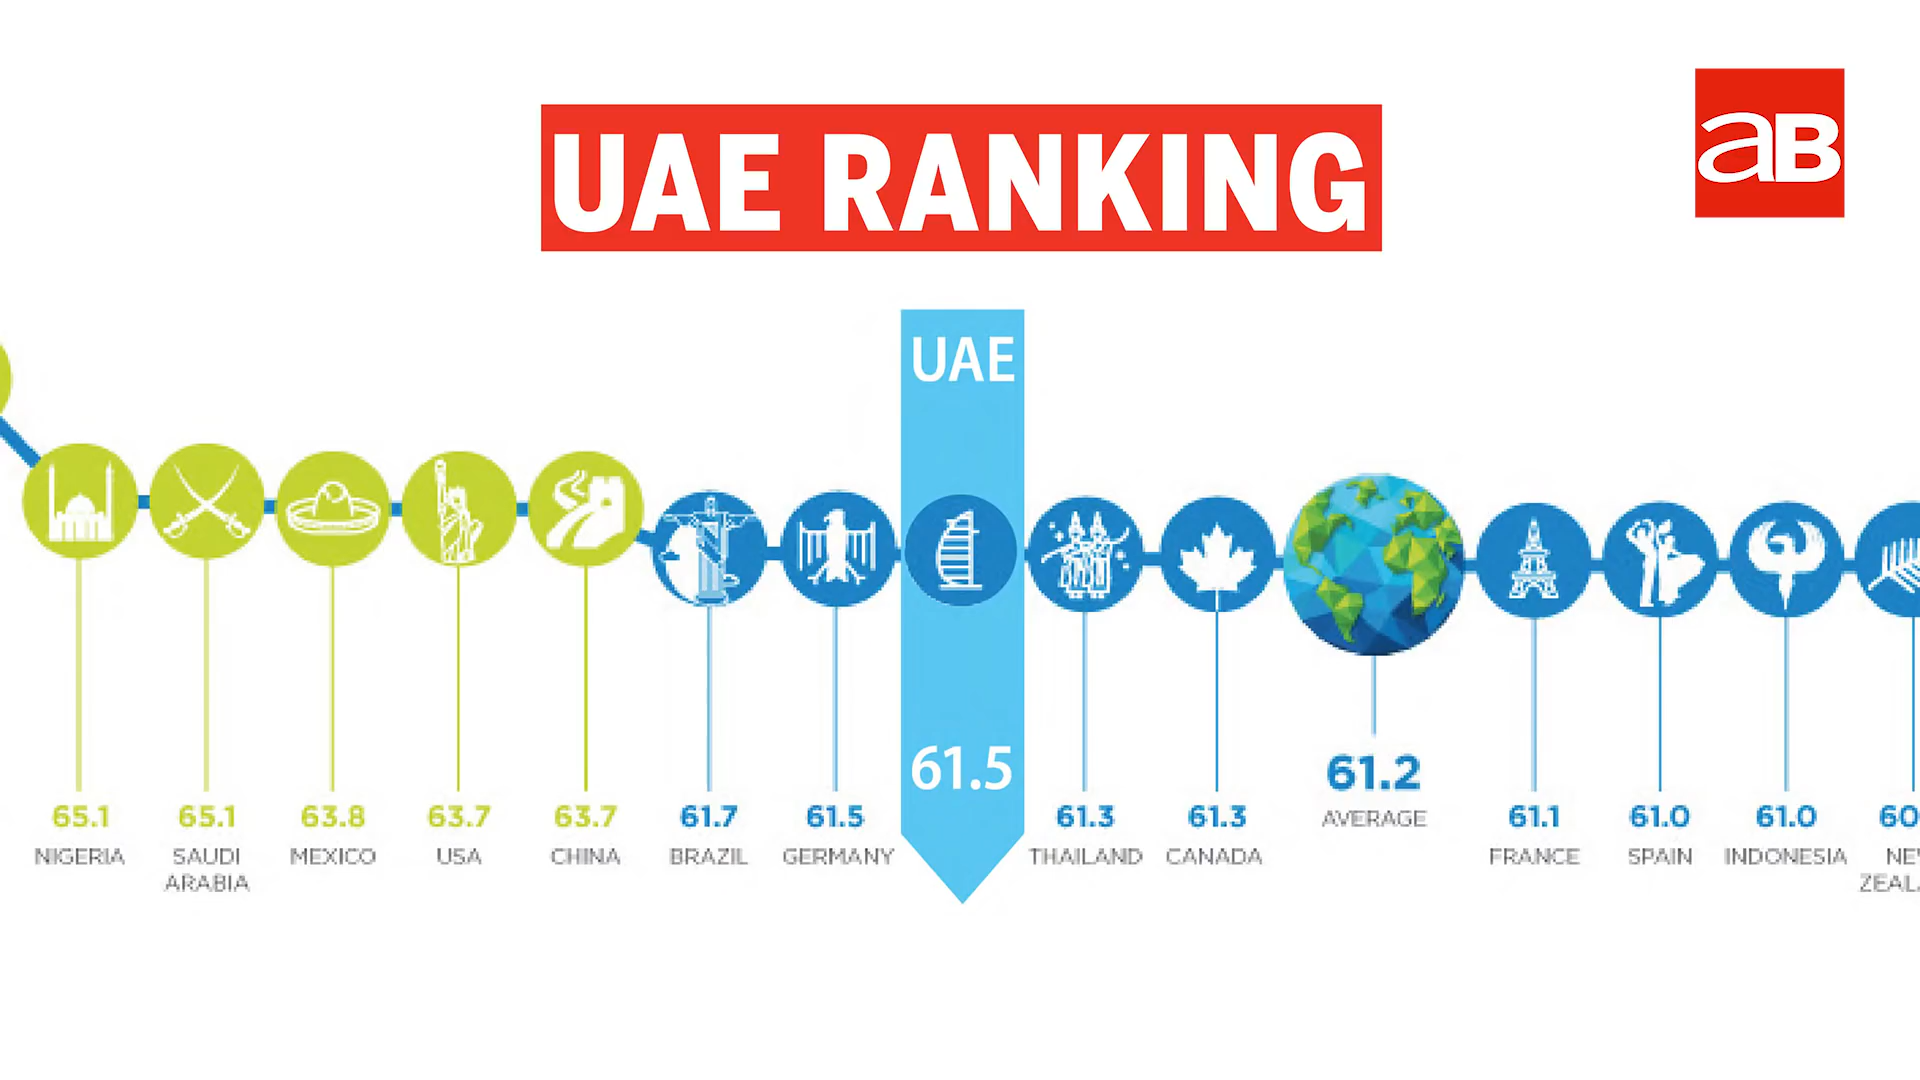 UAE RANKING
aB
UAE
61.5
65.1
NIGERIA
65.1
SAUDI
ARABIA
63.8
MEXICO
63.7
USA
63.7
CHINA
61.7
BRAZIL
61.5
GERMANY
61.3
THAILAND
61.3
CANADA
61.2
AVERAGE
61.1
FRANCE
61.0
SPAIN
61.0
INDONESIA
60